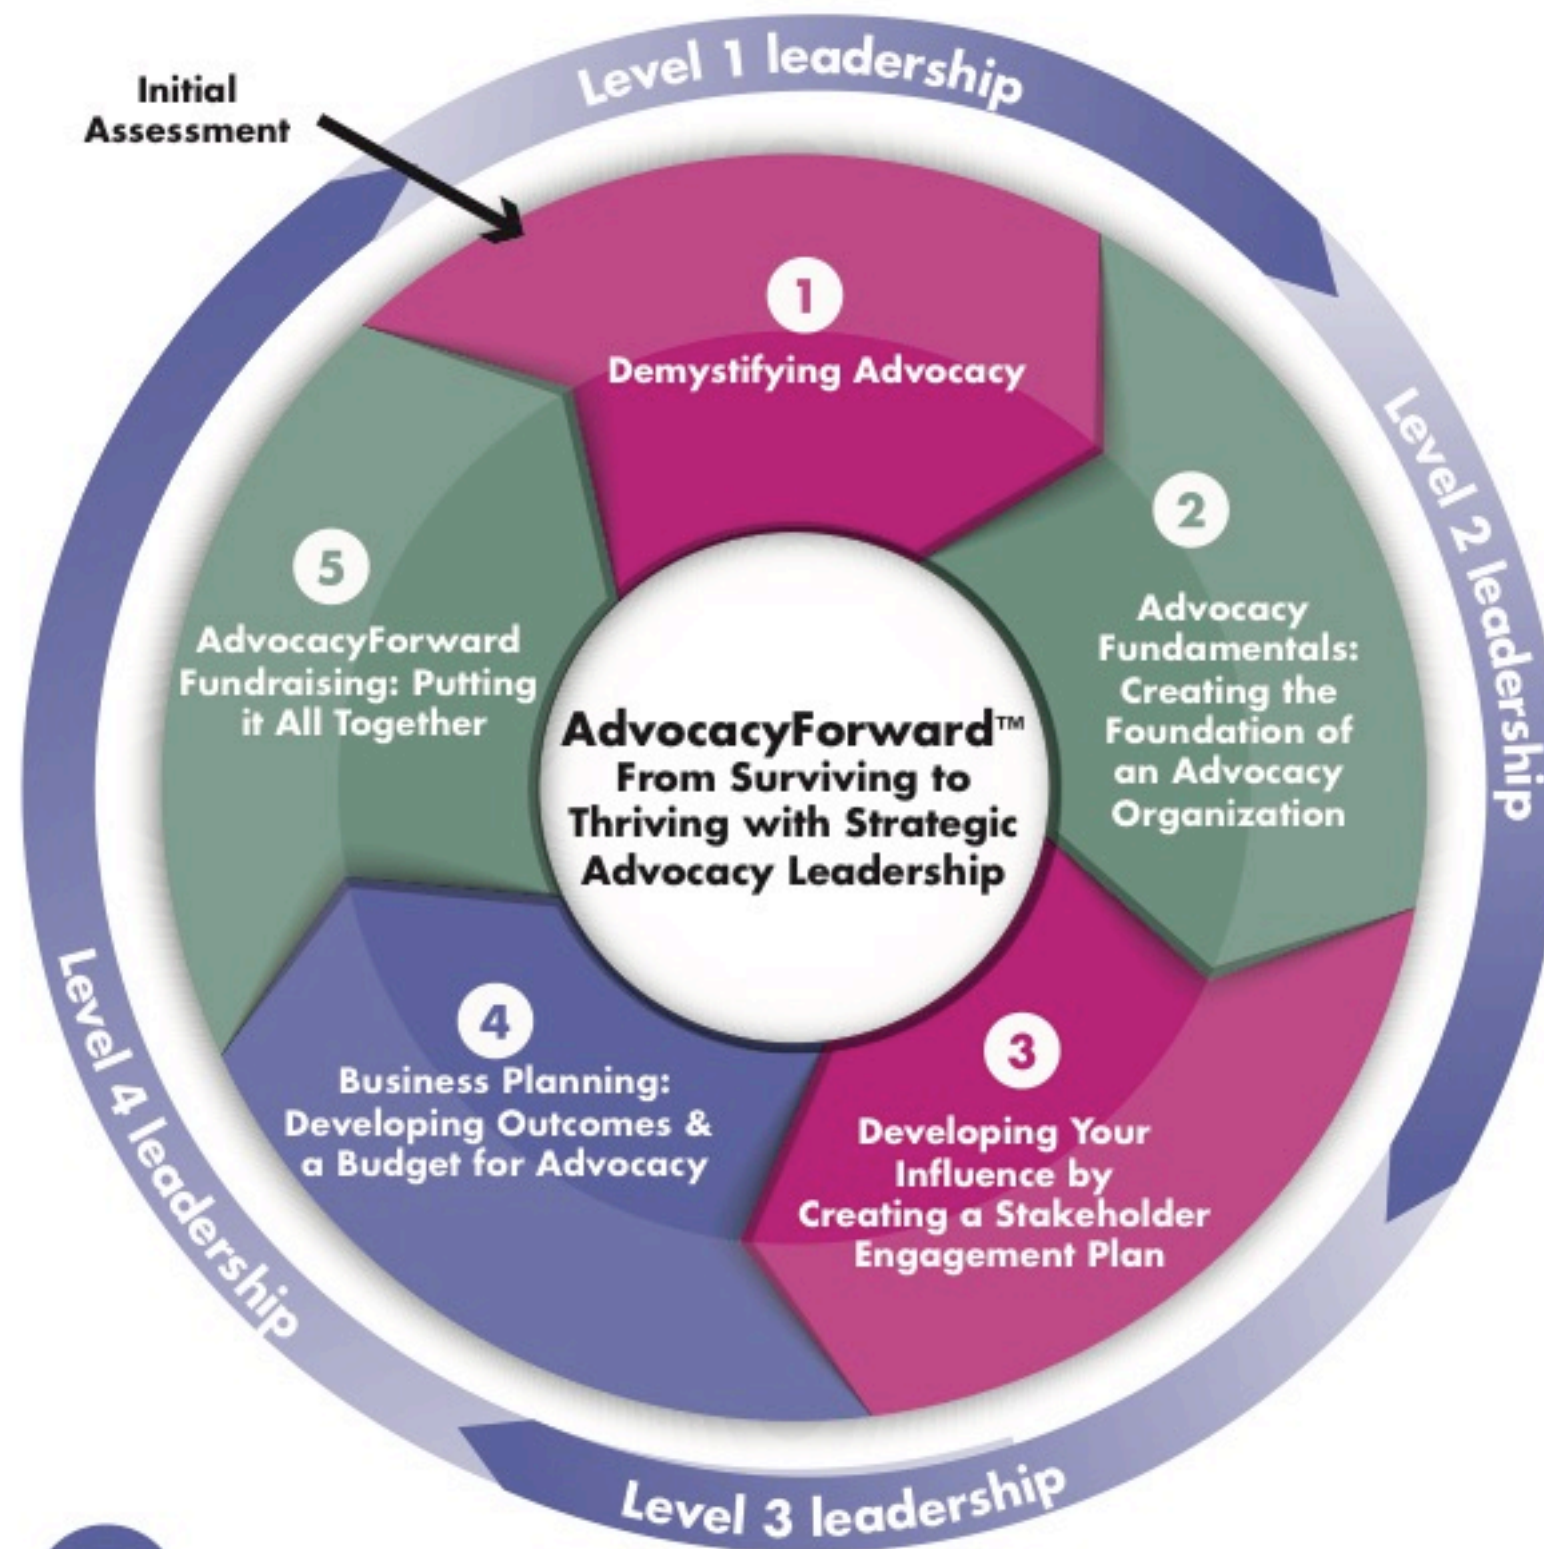 Initial
Assessment
Level 1 leadership
1
Demystifying Advocacy
Level 2 leadership
2
Advocacy
Fundamentals:
Creating the
Foundation of
an Advocacy
Organization
3
Developing Your
Influence by
Creating a Stakeholder
Engagement Plan
Level 3 leadership
4
Business Planning:
Developing Outcomes &
a Budget for Advocacy
Level 4 leadership
5
AdvocacyForward
Fundraising: Putting
it All Together
AdvocacyForward™
From Surviving to
Thriving with Strategic
Advocacy Leadership